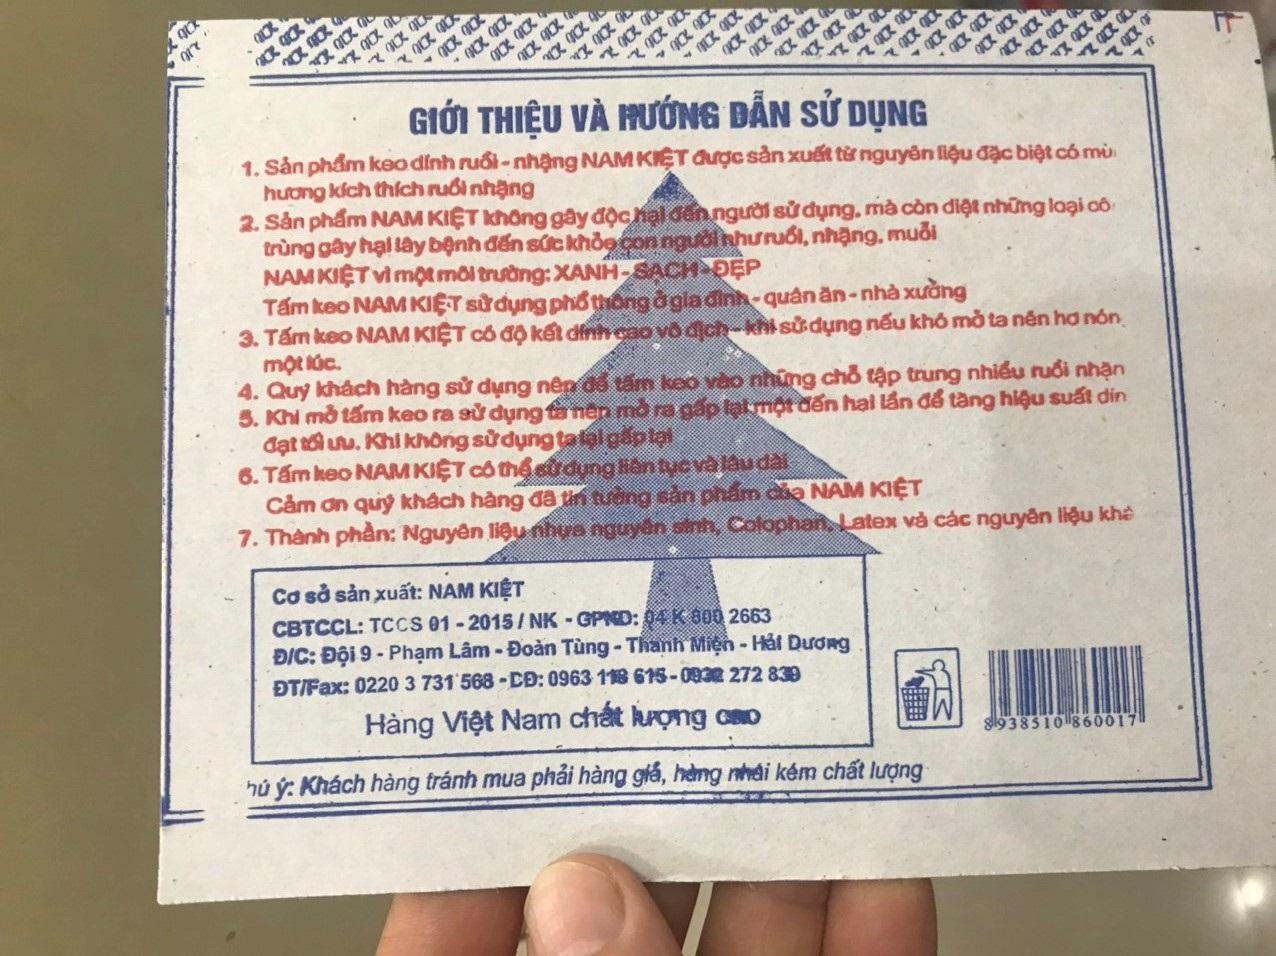 GIỚI THIỆU VÀ HƯỚNG DẪN SỬ DỤNG
1. Sản phẩm keo dính ruồi - nhặng NAM KIỆT được sản xuất từ nguyên liệu đặc biệt có mù
hương kích thích ruồi nhặng
2. Sản phẩm NAM KIỆT không gây độc hại đến người sử dụng, mà còn diệt những loại cô
trùng gây hại lây bệnh đến sức khỏe con người như ruồi, nhặng, muỗi
NAM KIỆT vì một môi trường: XANH - SẠCH - ĐẸP
Tấm keo NAM KIỆT sử dụng phổ thông ở gia đình - quán ăn - nhà xưởng
3. Tấm keo NAM KIỆT có độ kết dính cao vô địch - khi sử dụng nếu khó mở ta nên hơ nón
một lúc.
4. Quý khách hàng sử dụng nên để tấm keo vào những chỗ tập trung nhiều ruồi nhặn
5. Khi mở tấm keo ra sử dụng ta nên mở ra gấp lại một đến hai lần để tăng hiệu suất dín
đạt tối ưu. Khi không sử dụng ta lại gấp lại
6. Tấm keo NAM KIỆT có thể sử dụng liên tục và lâu dài
Cảm ơn quý khách hàng đã tin tưởng sản phẩm của NAM KIỆT
7. Thành phần: Nguyên liệu nhựa nguyên sinh, Colophan, Latex và các nguyên liệu khá
Cơ sở sản xuất: NAM KIỆT
CBTCCL: TCCS 01 - 2015 / NK - GPKD: 04 K 800 2663
Đ/C: Đội 9 - Phạm Lâm - Đoàn Tùng - Thanh Miện - Hải Dương
ĐT/Fax: 0220 3 731 568 - DĐ: 0963 118 615 - 0932 272 839
Hàng Việt Nam chất lượng cao
8938510860017
hú ý: Khách hàng tránh mua phải hàng giả, hàng nhái kém chất lượng